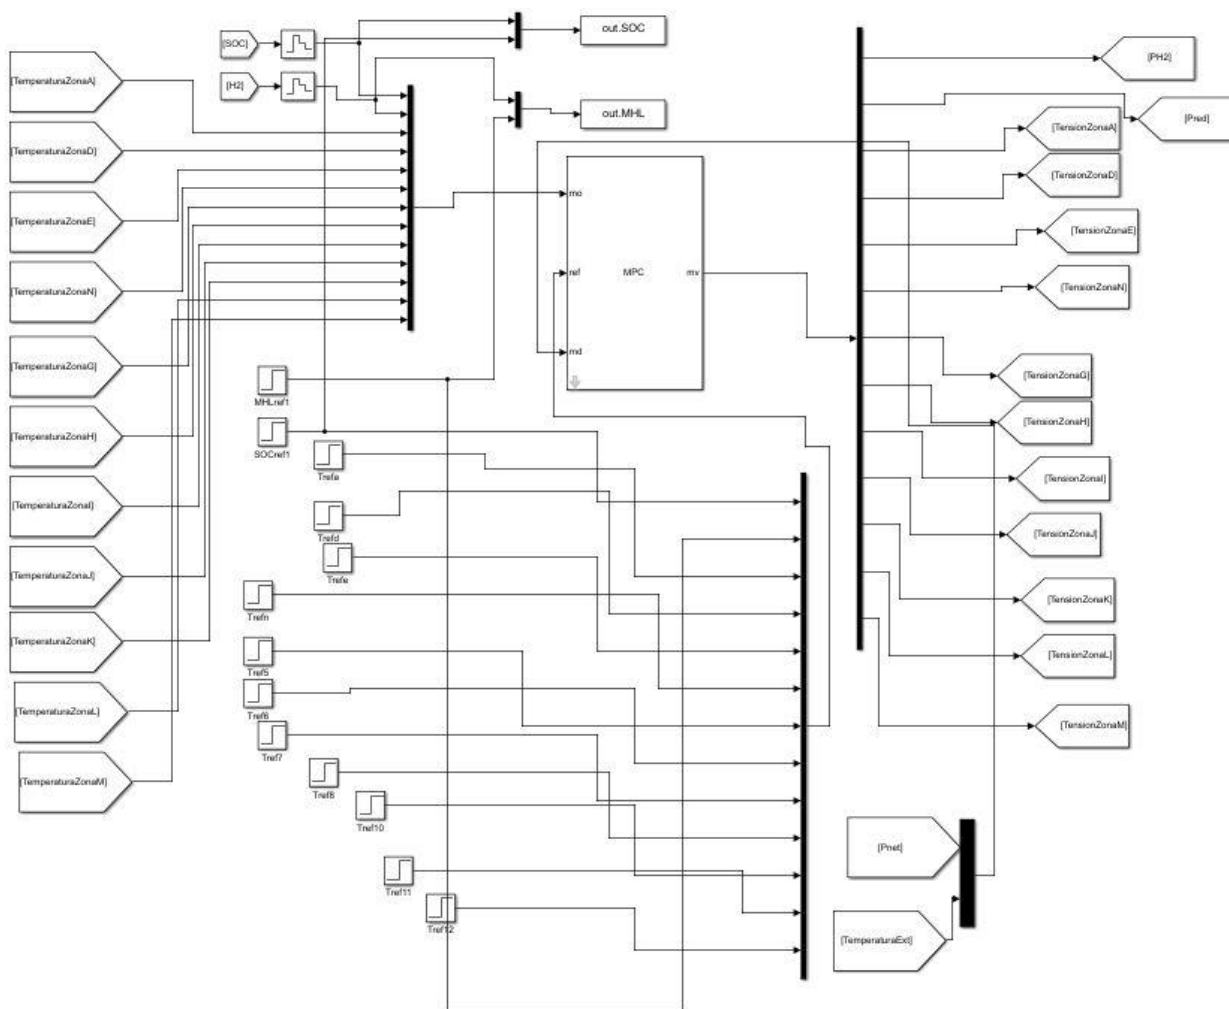 [SOC]
out.SOC
[H2]
out.MHL
[TemperaturaZonaA]
[TemperaturaZonaD]
[TemperaturaZonaE]
[TemperaturaZonaN]
[TemperaturaZonaG]
[TemperaturaZonaH]
[TemperaturaZonaI]
[TemperaturaZonaJ]
[TemperaturaZonaK]
[TemperaturaZonaL]
[TemperaturaZonaM]
mo
ref
MPC
mv
md
MHLref1
SOCref1
Trefa
Trefd
Trefe
Trefn
Tref5
Tref6
Tref7
Tref8
Tref10
Tref11
Tref12
[PH2]
[Pred]
[TensionZonaA]
[TensionZonaD]
[TensionZonaE]
[TensionZonaN]
[TensionZonaG]
[TensionZonaH]
[TensionZonaI]
[TensionZonaJ]
[TensionZonaK]
[TensionZonaL]
[TensionZonaM]
[Pnet]
[TemperaturaExt]